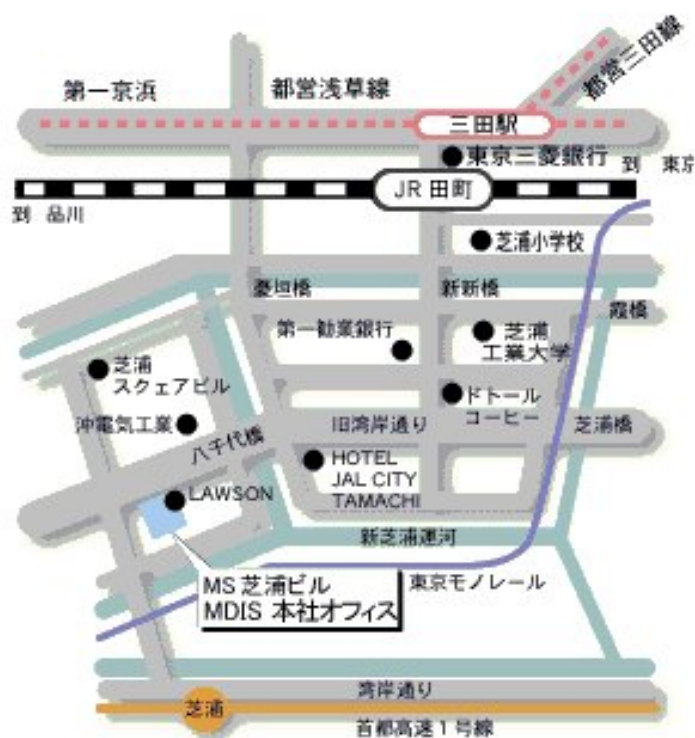 都営三田線
第一京浜
都営浅草線
三田駅
東京三菱銀行
到 東京
JR 田町
到 品川
芝浦小学校
憂垣橋
新新橋
霞橋
第一勧業銀行
芝浦
工業大学
芝浦
スクェアビル
ドトール
コーヒー
沖電気工業
八千代橋
旧湾岸通り
芝浦橋
HOTEL
JAL CITY
TAMACHI
LAWSON
新芝浦運河
MS 芝浦ビル
MDIS 本社オフィス
東京モノレール
湾岸通り
芝浦
首都高速1号線